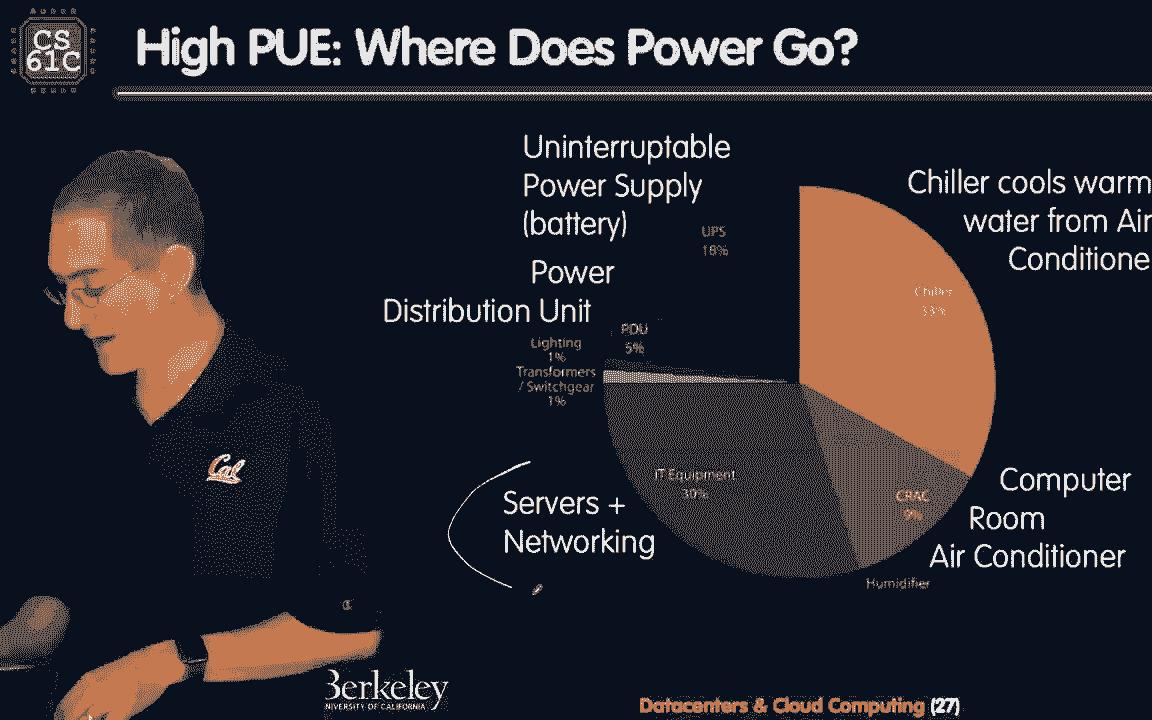 CS
61C
High PUE: Where Does Power Go?
Uninterruptable
Power Supply
(battery)
UPS
18%
Chiller cools warm
water from Air
Conditione
Chiller
33%
Power
Distribution Unit
PDU
5%
Lighting
1%
Transformers
/ Switchgear
1%
IT Equipment
30%
Servers +
Networking
CRAC
9%
Computer
Room
Air Conditioner
Humidifier
Cal
Berkeley
UNIVERSITY OF CALIFORNIA
Datacenters & Cloud Computing (27)